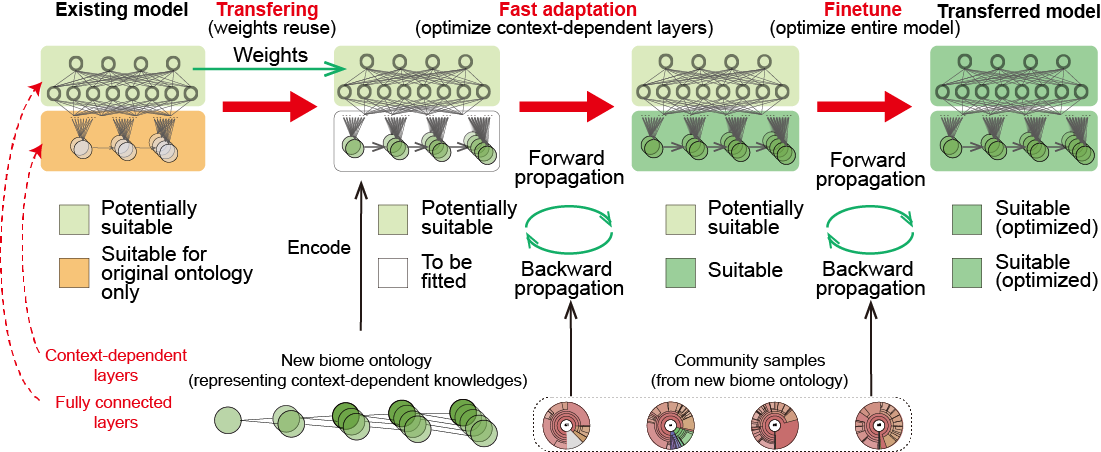 Existing model
Transfering
(weights reuse)
Fast adaptation
(optimize context-dependent layers)
Finetune
(optimize entire model)
Transferred model
Weights
Forward
propagation
Forward
propagation
Potentially
suitable
Suitable for
original ontology
only
Encode
Potentially
suitable
To be
fitted
Backward
propagation
Potentially
suitable
Suitable
Backward
propagation
Suitable
(optimized)
Suitable
(optimized)
Context-dependent
layers
Fully connected
layers
New biome ontology
(representing context-dependent knowledges)
Community samples
(from new biome ontology)